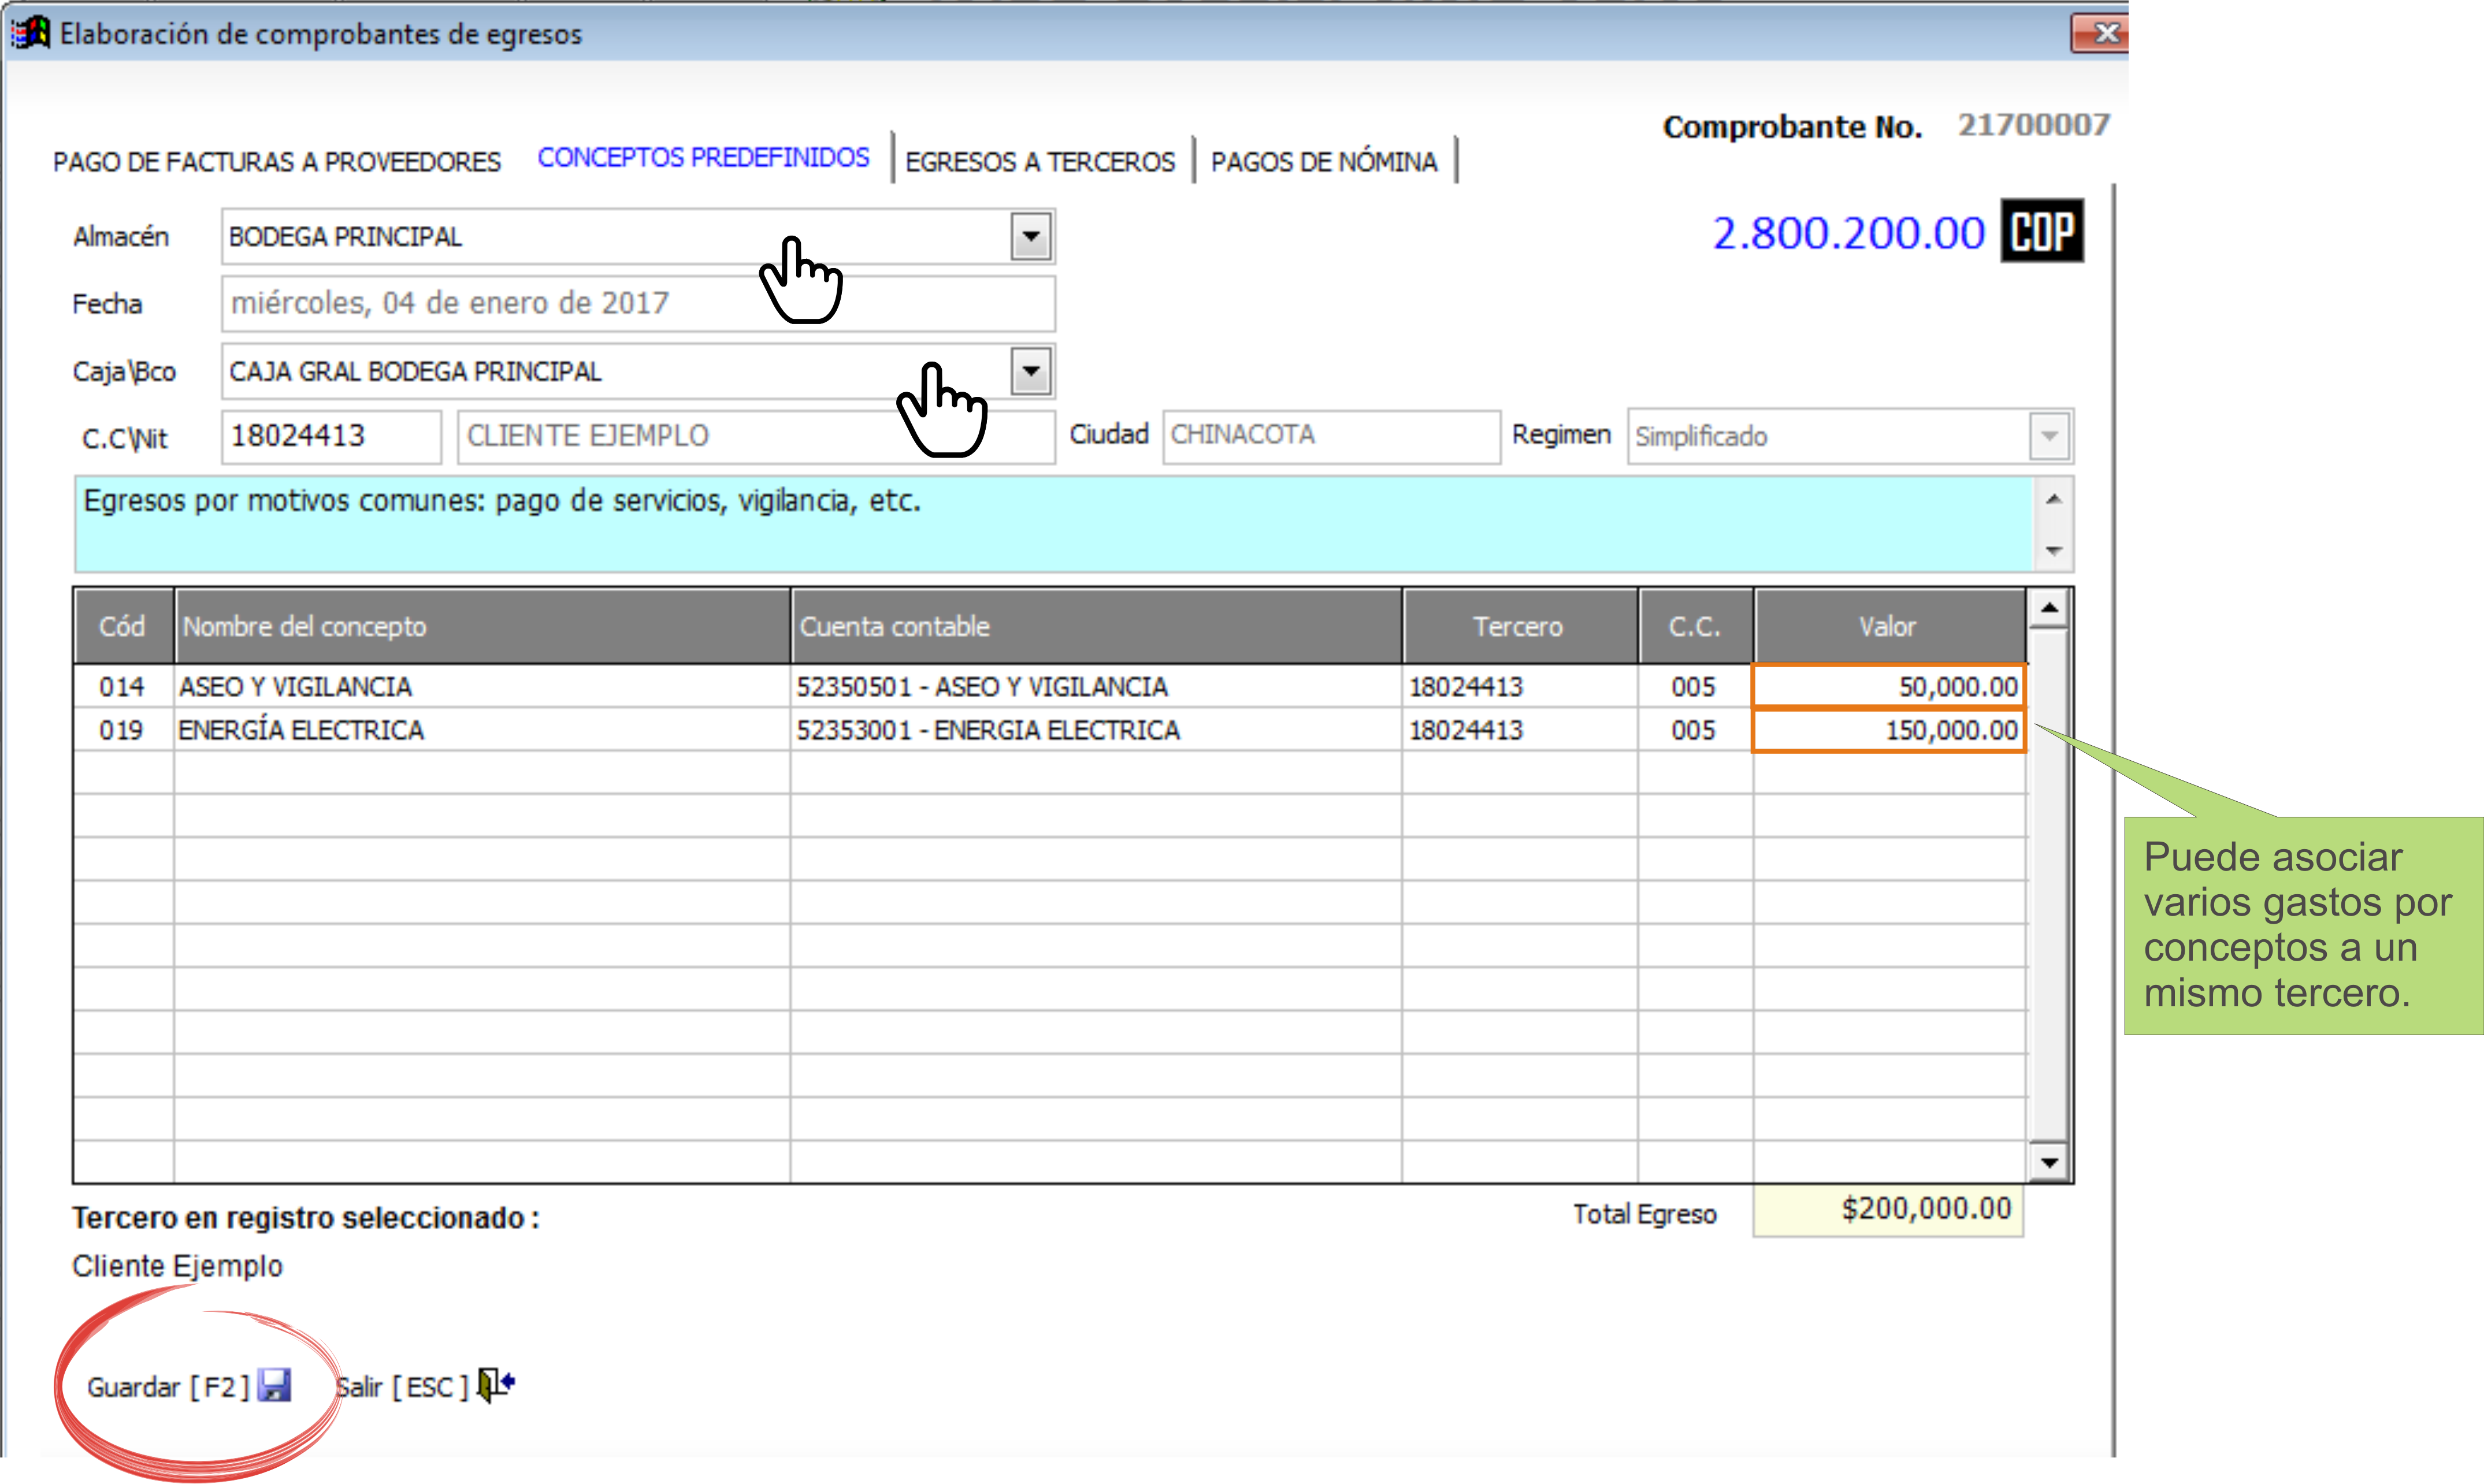 Elaboración de comprobantes de egresos
Comprobante No. 21700007
PAGO DE FACTURAS A PROVEEDORES CONCEPTOS PREDEFINIDOS EGRESOS A TERCEROS PAGOS DE NÓMINA
Almacén BODEGA PRINCIPAL 2.800.200.00 COP
Fecha miércoles, 04 de enero de 2017
Caja\Bco CAJA GRAL BODEGA PRINCIPAL
C.C\Nit 18024413 CLIENTE EJEMPLO Ciudad CHINACOTA Regimen Simplificado
Egresos por motivos comunes: pago de servicios, vigilancia, etc.
Cód Nombre del concepto Cuenta contable Tercero C.C. Valor
014 ASEO Y VIGILANCIA 52350501 - ASEO Y VIGILANCIA 18024413 005 50,000.00
019 ENERGÍA ELECTRICA 52353001 - ENERGIA ELECTRICA 18024413 005 150,000.00
Puede asociar
varios gastos por
conceptos a un
mismo tercero.
Total Egreso $200,000.00
Tercero en registro seleccionado :
Cliente Ejemplo
Guardar [ F2 ] Salir [ ESC ]